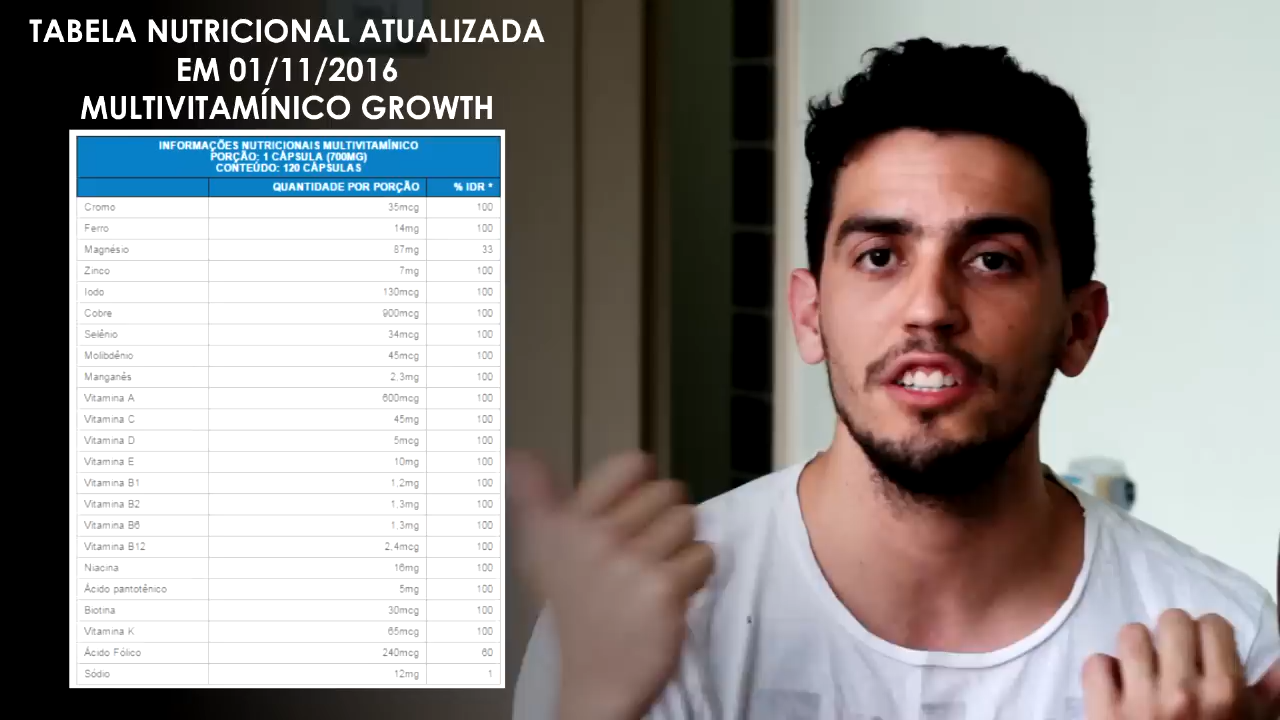 TABELA NUTRICIONAL ATUALIZADA
EM 01/11/2016
MULTIVITAMÍNICO GROWTH
INFORMAÇÕES NUTRICIONAIS MULTIVITAMÍNICO
PORÇÃO: 1 CÁPSULA (700MG)
CONTEÚDO: 120 CÁPSULAS
QUANTIDADE POR PORÇÃO % IDR *
Cromo 35mcg 100
Ferro 14mg 100
Magnésio 87mg 33
Zinco 7mg 100
Iodo 130mcg 100
Cobre 900mcg 100
Selênio 34mcg 100
Molibdênio 45mcg 100
Manganês 2,3mg 100
Vitamina A 600mcg 100
Vitamina C 45mg 100
Vitamina D 5mcg 100
Vitamina E 10mg 100
Vitamina B1 1,2mg 100
Vitamina B2 1,3mg 100
Vitamina B6 1,3mg 100
Vitamina B12 2,4mcg 100
Niacina 16mg 100
Ácido pantotênico 5mg 100
Biotina 30mcg 100
Vitamina K 65mcg 100
Ácido Fólico 240mcg 60
Sódio 12mg 1